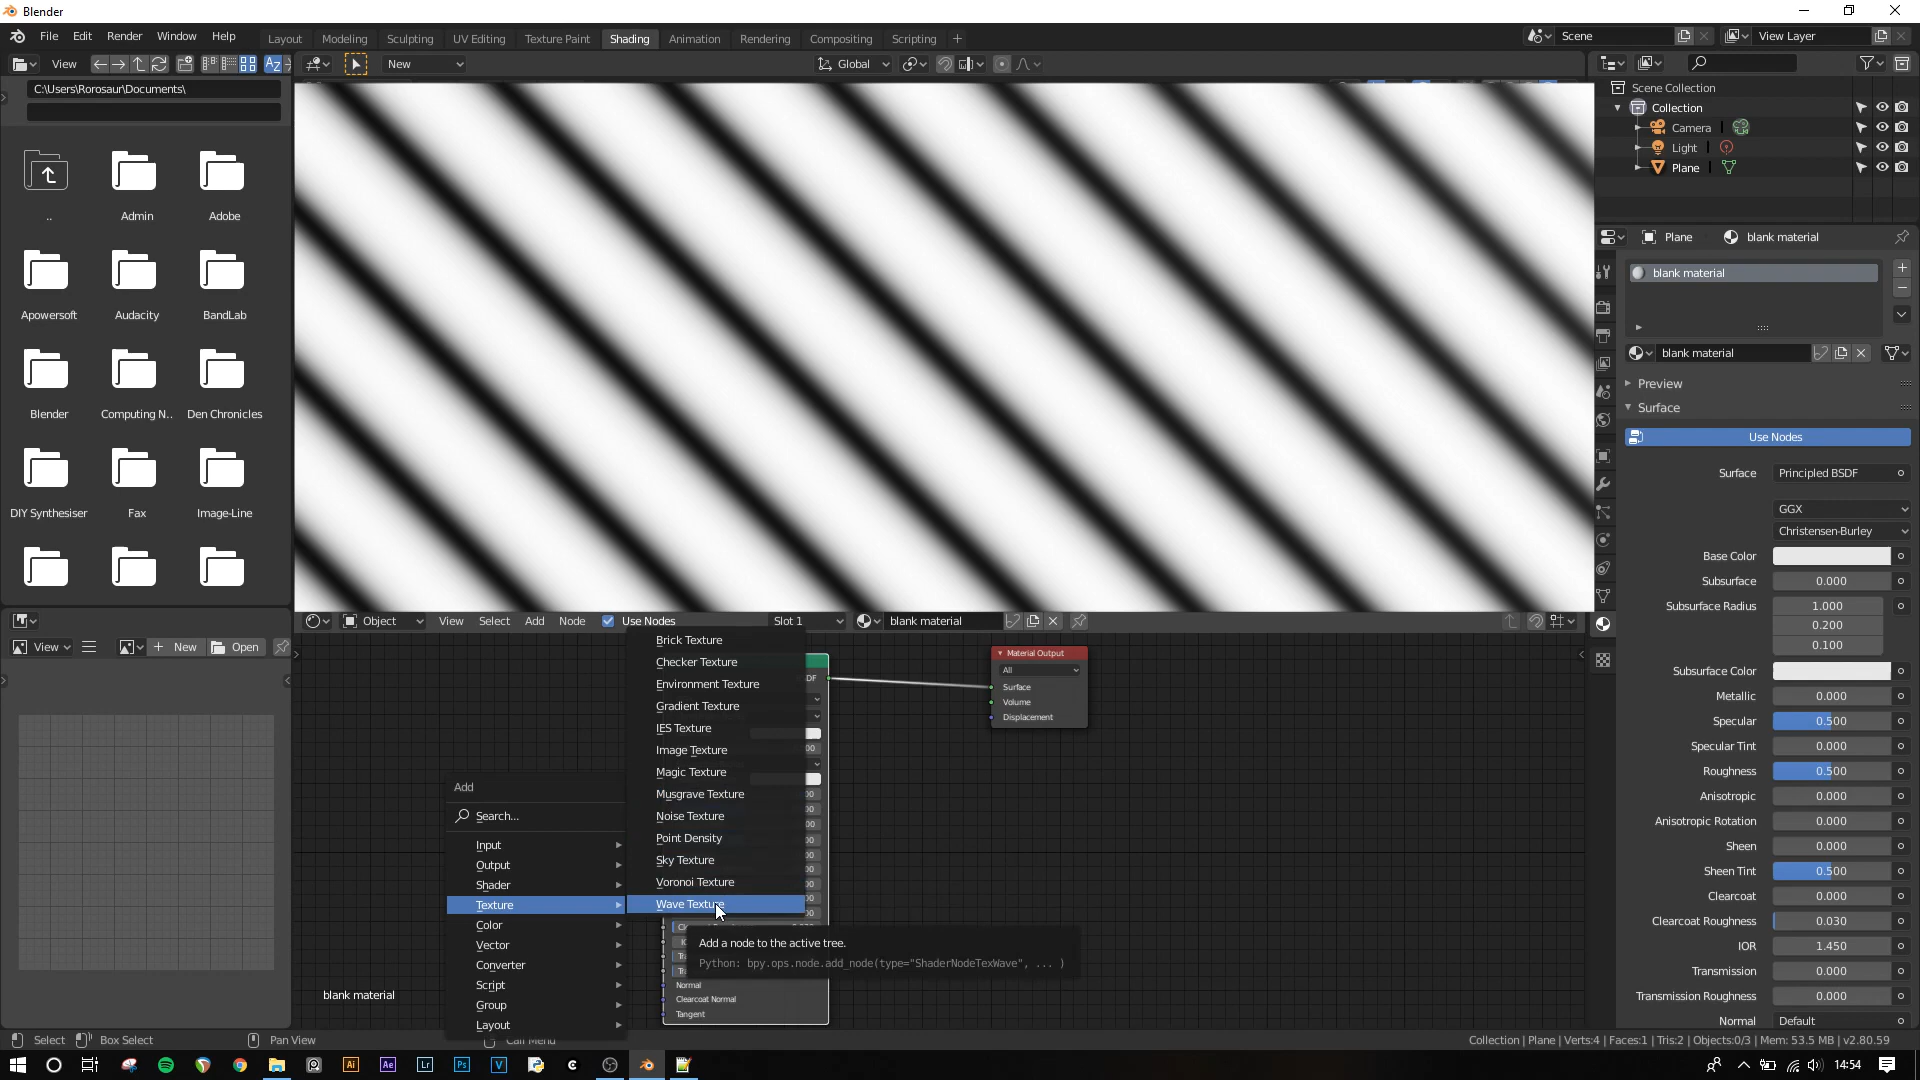 Blender
File Edit Render Window Help
Layout Modeling Sculpting UV Editing Texture Paint Shading Animation Rendering Compositing Scripting
Scene
View Layer
View
New
Global
C:\Users\Rorosaur\Documents\
..
Admin
Adobe
Apowersoft
Audacity
BandLab
Blender
Computing N..
Den Chronicles
DIY Synthesiser
Fax
Image-Line
Scene Collection
Collection
Camera
Light
Plane
Plane blank material
blank material
blank material
Preview
Surface
Use Nodes
Surface Principled BSDF
GGX
Christensen-Burley
Base Color
Subsurface 0.000
Subsurface Radius 1.000
0.200
0.100
Subsurface Color
Metallic 0.000
Specular 0.500
Specular Tint 0.000
Roughness 0.500
Anisotropic 0.000
Anisotropic Rotation 0.000
Sheen 0.000
Sheen Tint 0.500
Clearcoat 0.000
Clearcoat Roughness 0.030
IOR 1.450
Transmission 0.000
Transmission Roughness 0.000
Normal Default
Object View Select Add Node Use Nodes Slot 1 blank material
View New Open
Add
Search...
Input
Output
Shader
Texture
Color
Vector
Converter
Script
Group
Layout
Brick Texture
Checker Texture
Environment Texture
Gradient Texture
IES Texture
Image Texture
Magic Texture
Musgrave Texture
Noise Texture
Point Density
Sky Texture
Voronoi Texture
Wave Texture
Add a node to the active tree.
Python: bpy.ops.node.add_node(type="ShaderNodeTexWave", ... )
Normal
Clearcoat Normal
Tangent
Material Output
All
Surface
Volume
Displacement
blank material
Select Box Select Pan View Call Menu
Collection | Plane | Verts:4 | Faces:1 | Tris:2 | Objects:0/3 | Mem: 53.5 MB | v2.80.59
Ai Ae Lr Ps V
14:54